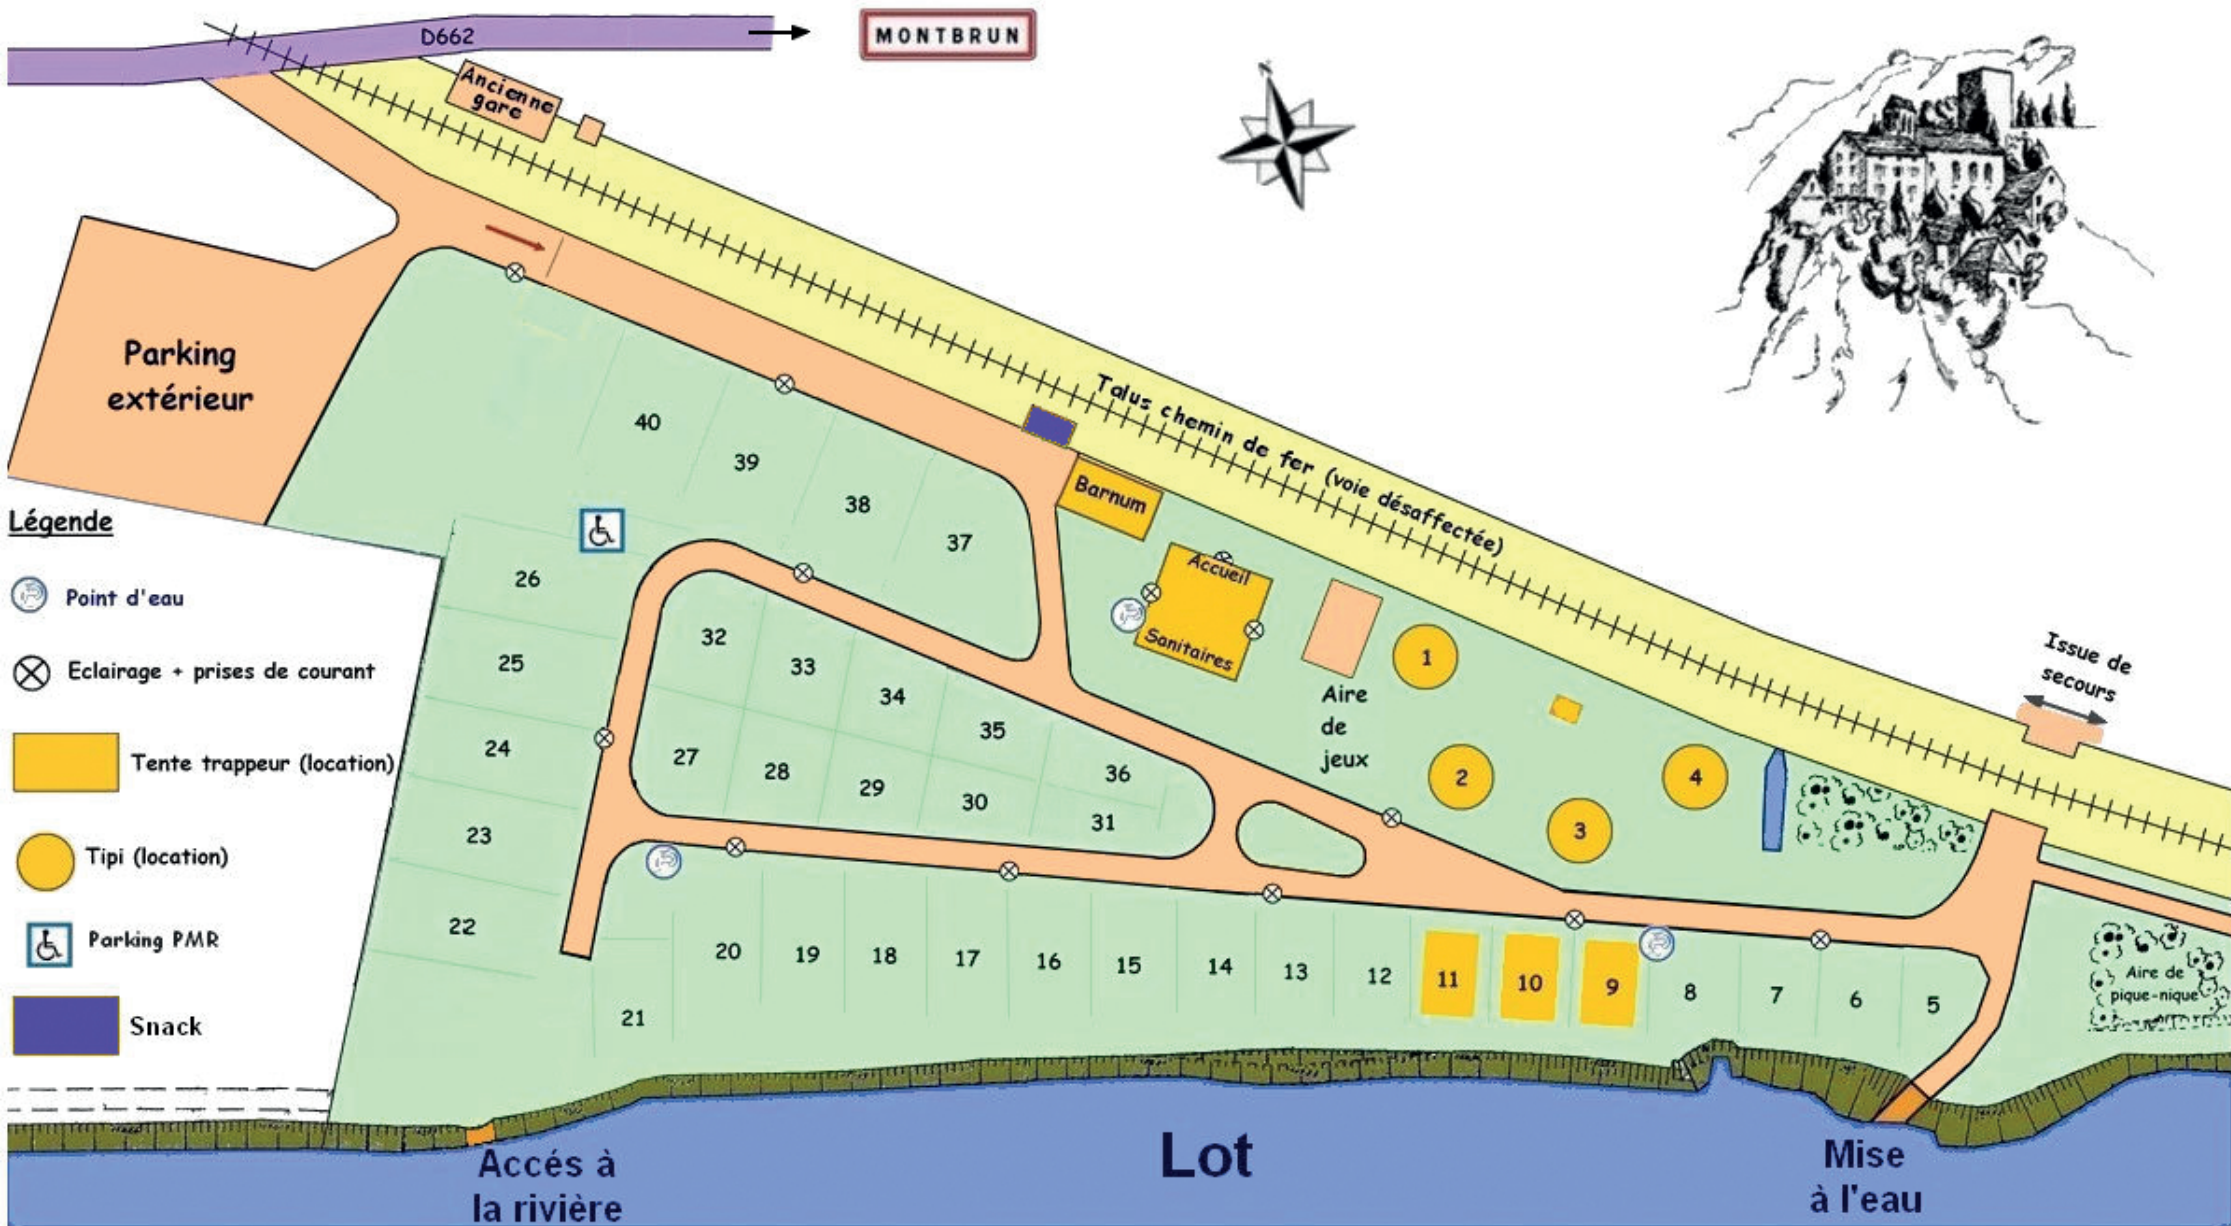 D662
MONTBRUN
N
Ancienne
gare
Parking
extérieur
Talus chemin de fer (voie désaffectée)
Barnum
Accueil
Sanitaires
Aire
de
jeux
Issue de
secours
40
39
38
37
26
25
24
23
22
32
33
34
35
36
27
28
29
30
31
1
2
3
4
21
20
19
18
17
16
15
14
13
12
11
10
9
8
7
6
5
Aire de
pique-nique
Légende
Point d'eau
Eclairage + prises de courant
Tente trappeur (location)
Tipi (location)
Parking PMR
Snack
Accés à
la rivière
Lot
Mise
à l'eau